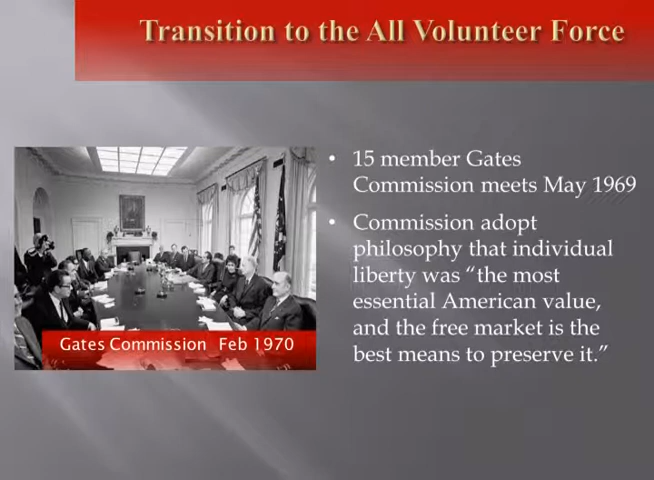 Transition to the All Volunteer Force
• 15 member Gates
Commission meets May 1969
• Commission adopt
philosophy that individual
liberty was “the most
essential American value,
and the free market is the
best means to preserve it.”
Gates Commission Feb 1970